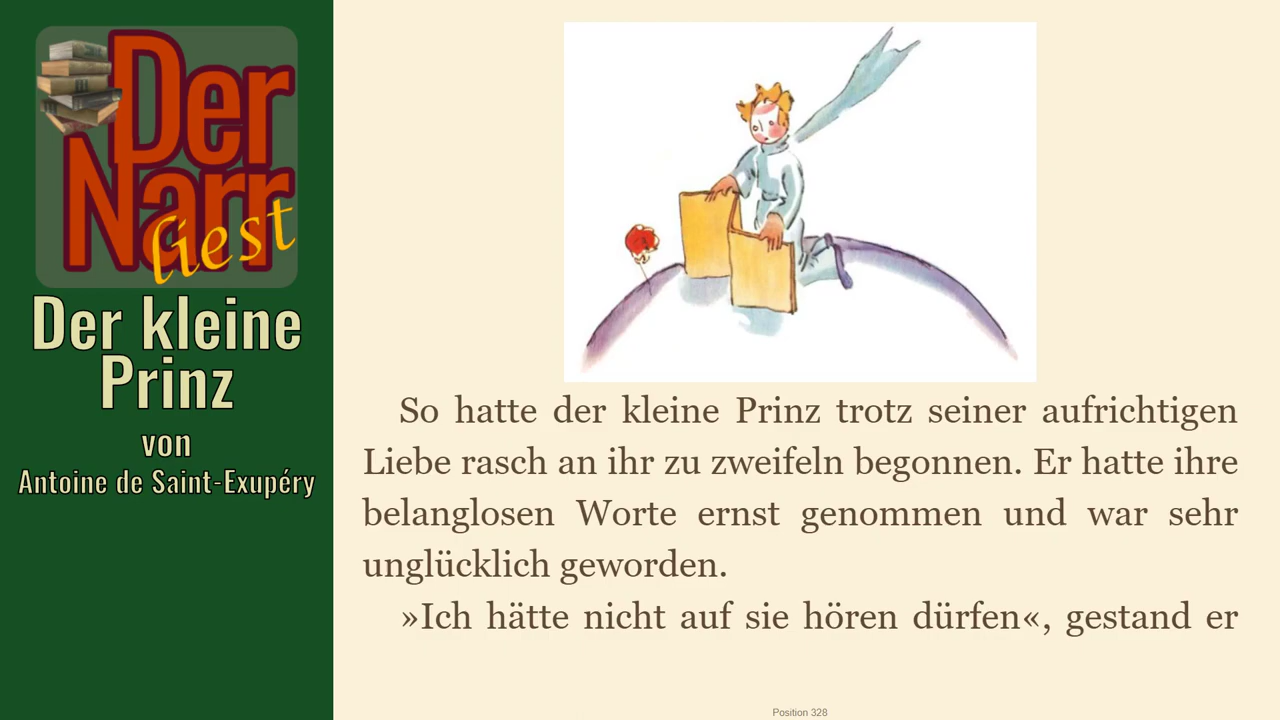 Der
Narr
liest
Der kleine
Prinz
von
Antoine de Saint-Exupéry
So hatte der kleine Prinz trotz seiner aufrichtigen
Liebe rasch an ihr zu zweifeln begonnen. Er hatte ihre
belanglosen Worte ernst genommen und war sehr
unglücklich geworden.
»Ich hätte nicht auf sie hören dürfen«, gestand er
Position 328